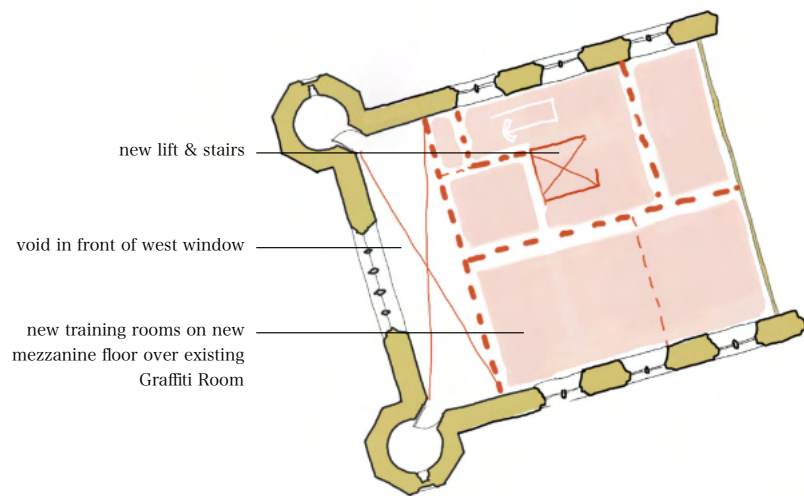 new lift & stairs
void in front of west window
new training rooms on new
mezzanine floor over existing
Graffiti Room